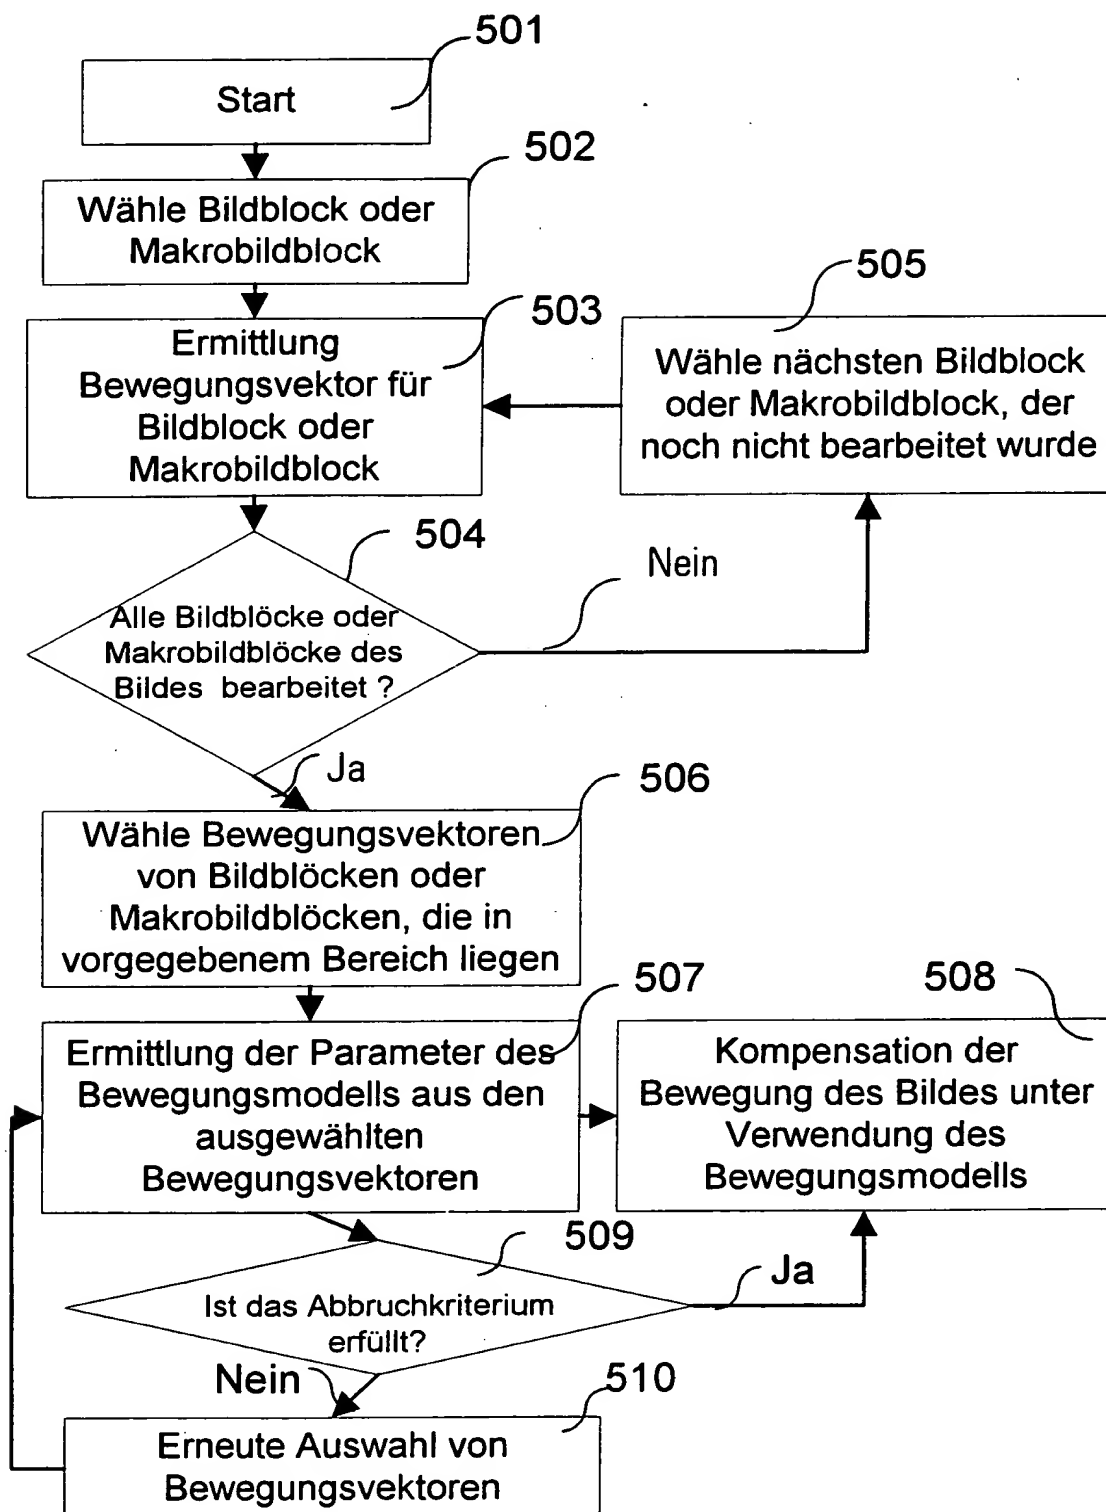 501
Start
502
Wähle Bildblock oder
Makrobildblock
503
Ermittlung
Bewegungsvektor für
Bildblock oder
Makrobildblock
505
Wähle nächsten Bildblock
oder Makrobildblock, der
noch nicht bearbeitet wurde
504
Nein
Alle Bildblöcke oder
Makrobildblöcke des
Bildes bearbeitet ?
Ja
506
Wähle Bewegungsvektoren
von Bildblöcken oder
Makrobildblöcken, die in
vorgegebenem Bereich liegen
507
Ermittlung der Parameter des
Bewegungsmodells aus den
ausgewählten
Bewegungsvektoren
508
Kompensation der
Bewegung des Bildes unter
Verwendung des
Bewegungsmodells
509
Ist das Abbruchkriterium
erfüllt?
Ja
Nein
510
Erneute Auswahl von
Bewegungsvektoren